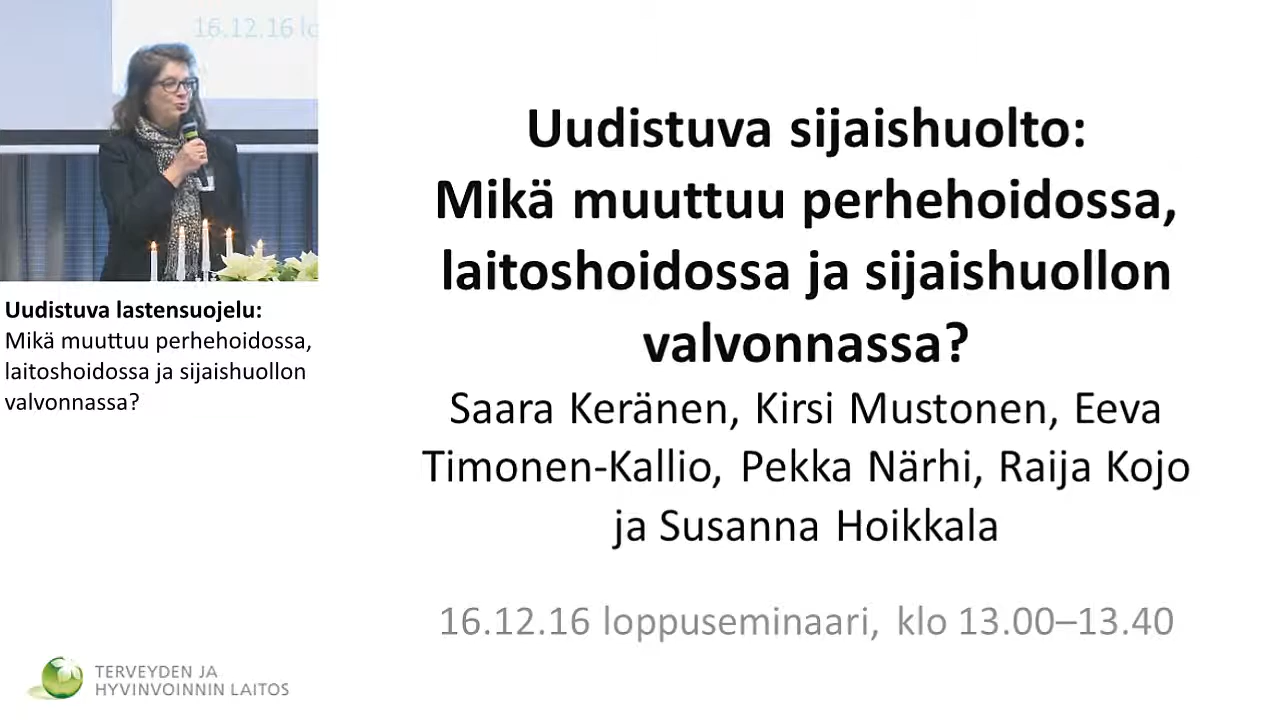 16.12.16 lo
Uudistuva lastensuojelu:
Mikä muuttuu perhehoidossa,
laitoshoidossa ja sijaishuollon
valvonnassa?
Uudistuva sijaishuolto:
Mikä muuttuu perhehoidossa,
laitoshoidossa ja sijaishuollon
valvonnassa?
Saara Keränen, Kirsi Mustonen, Eeva
Timonen-Kallio, Pekka Närhi, Raija Kojo
ja Susanna Hoikkala
16.12.16 loppuseminaari, klo 13.00–13.40
TERVEYDEN JA
HYVINVOINNIN LAITOS